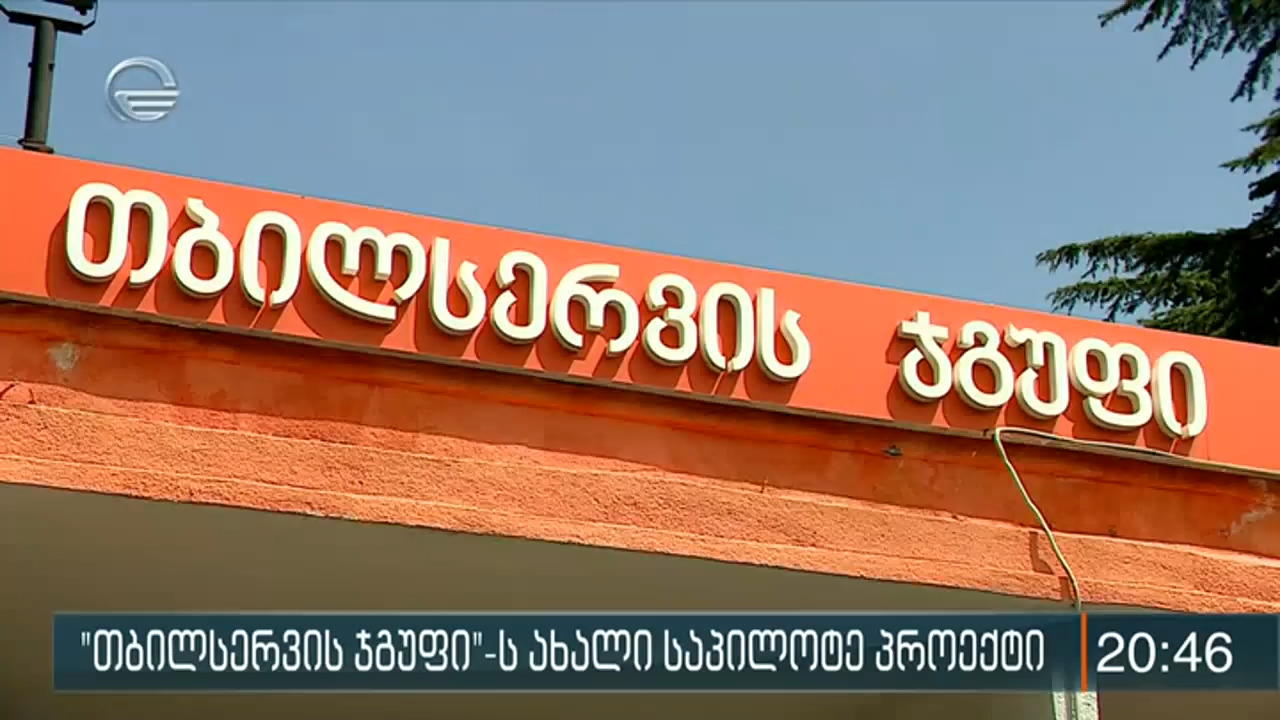 თბილსერვის ჯგუფი
"თბილსერვის ჯგუფი"-ს ახალი საპილოტე პროექტი
20:46